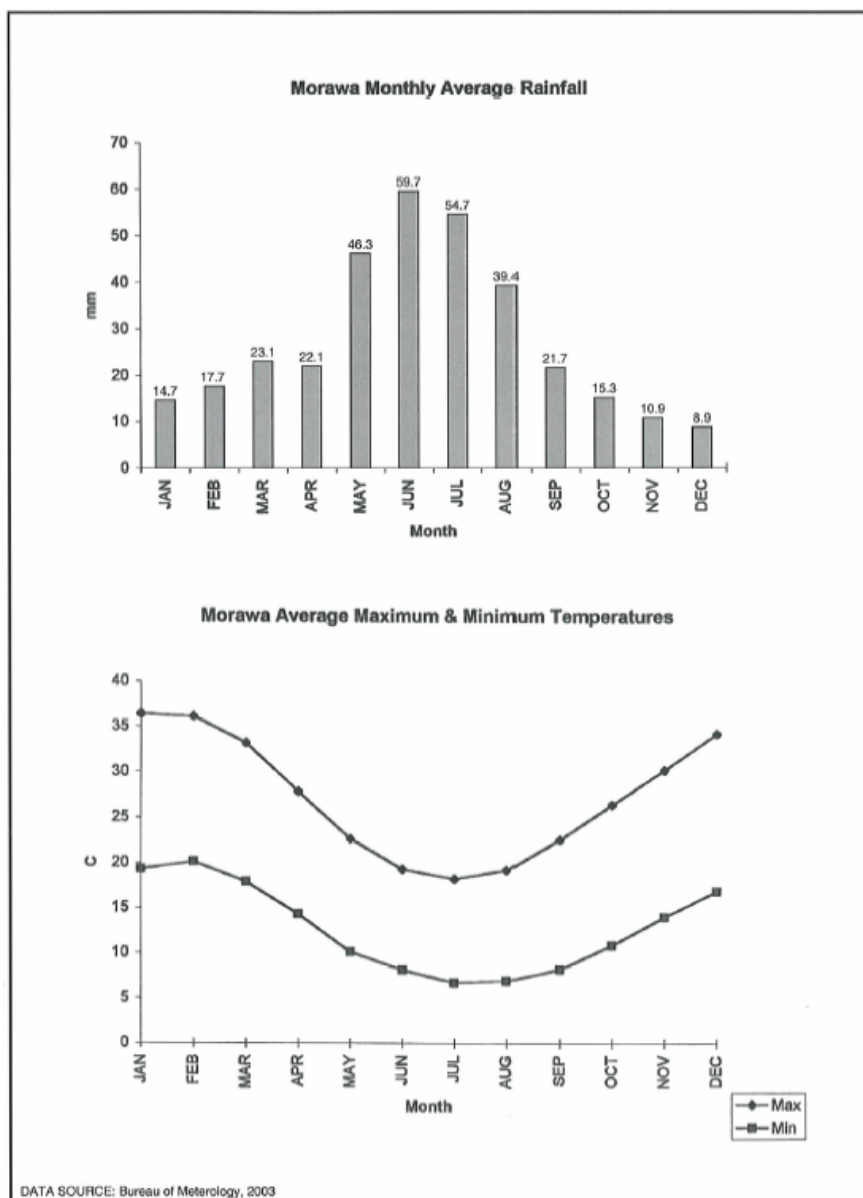 Morawa Monthly Average Rainfall
70
60
50
40
30
20
10
0
mm
14.7
17.7
23.1
22.1
46.3
59.7
54.7
39.4
21.7
15.3
10.9
8.9
JAN
FEB
MAR
APR
MAY
JUN
JUL
AUG
SEP
OCT
NOV
DEC
Month
Morawa Average Maximum & Minimum Temperatures
40
35
30
25
20
15
10
5
0
C
JAN
FEB
MAR
APR
MAY
JUN
JUL
AUG
SEP
OCT
NOV
DEC
Month
Max
Min
DATA SOURCE: Bureau of Meterology, 2003